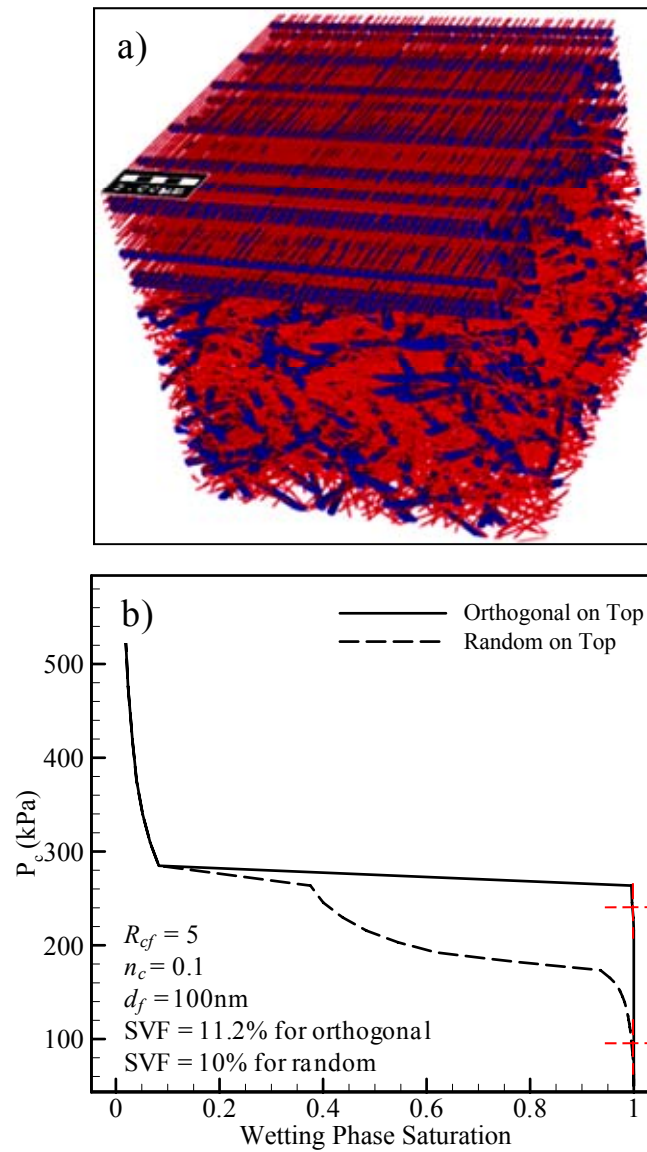 a)
b)
Orthogonal on Top
Random on Top
500
400
300
200
100
P_c (kPa)
R_cf = 5
n_c = 0.1
d_f = 100nm
SVF = 11.2% for orthogonal
SVF = 10% for random
0 0.2 0.4 0.6 0.8 1
Wetting Phase Saturation